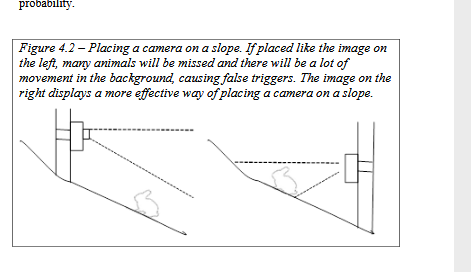 probability.
Figure 4.2 – Placing a camera on a slope. If placed like the image on
the left, many animals will be missed and there will be a lot of
movement in the background, causing false triggers. The image on the
right displays a more effective way of placing a camera on a slope.